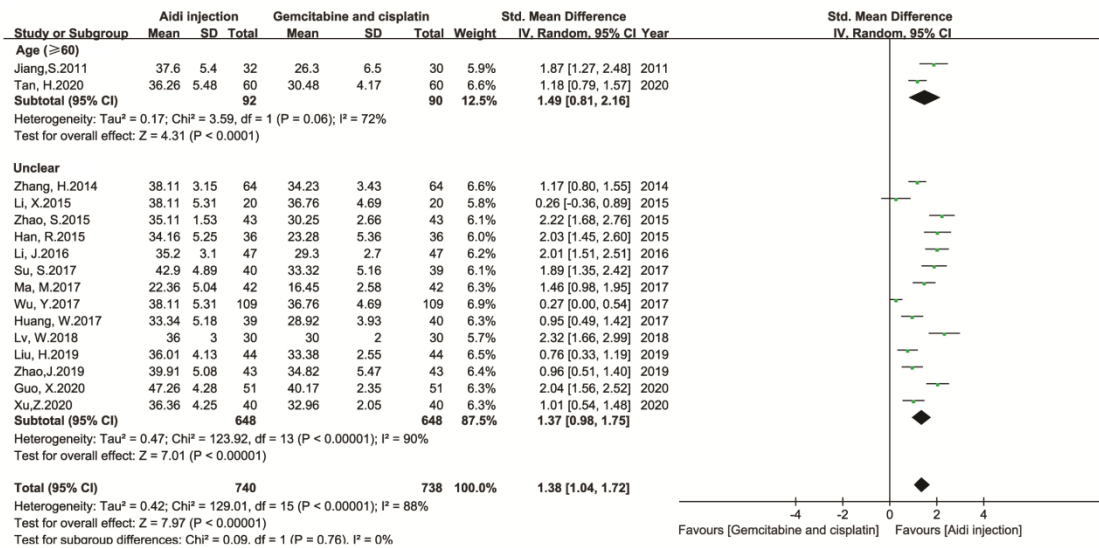 Aidi injection Gemcitabine and cisplatin Std. Mean Difference Std. Mean Difference
Study or Subgroup Mean SD Total Mean SD Total Weight IV, Random, 95% CI Year IV, Random, 95% CI
Age (≥60)
Jiang,S.2011 37.6 5.4 32 26.3 6.5 30 5.9% 1.87 [1.27, 2.48] 2011
Tan, H.2020 36.26 5.48 60 30.48 4.17 60 6.6% 1.18 [0.79, 1.57] 2020
Subtotal (95% CI) 92 90 12.5% 1.49 [0.81, 2.16]
Heterogeneity: Tau² = 0.17; Chi² = 3.59, df = 1 (P = 0.06); I² = 72%
Test for overall effect: Z = 4.31 (P < 0.0001)
Unclear
Zhang, H.2014 38.11 3.15 64 34.23 3.43 64 6.6% 1.17 [0.80, 1.55] 2014
Li, X.2015 38.11 5.31 20 36.76 4.69 20 5.9% 0.26 [-0.36, 0.89] 2015
Zhao, S.2015 35.11 1.53 43 30.25 2.66 43 6.1% 2.22 [1.68, 2.76] 2015
Han, R.2015 34.16 5.25 36 23.28 5.36 36 6.0% 2.03 [1.45, 2.60] 2015
Li, J.2016 35.2 3.1 47 29.3 2.7 47 6.3% 2.01 [1.51, 2.51] 2016
Su, S.2017 42.9 4.89 40 33.32 5.16 39 6.1% 1.89 [1.35, 2.42] 2017
Ma, M.2017 22.36 5.04 42 16.45 2.58 42 6.3% 1.46 [0.98, 1.95] 2017
Wu, Y.2017 38.11 5.31 109 36.76 4.69 109 6.9% 0.27 [0.00, 0.54] 2017
Huang, W.2017 33.34 5.18 39 28.92 3.93 40 6.3% 0.95 [0.49, 1.42] 2017
Lv, W.2018 36 3 30 30 2 30 5.7% 2.32 [1.66, 2.99] 2018
Liu, H.2019 36.01 4.13 44 33.38 2.55 44 6.4% 0.76 [0.33, 1.19] 2019
Zhao,J.2019 39.91 5.08 43 34.82 5.47 43 6.4% 0.96 [0.51, 1.40] 2019
Guo, X.2020 47.26 4.28 51 40.17 2.35 51 6.3% 2.04 [1.56, 2.52] 2020
Xu,Z.2020 36.36 4.25 40 32.96 2.05 40 6.3% 1.01 [0.54, 1.48] 2020
Subtotal (95% CI) 648 648 87.5% 1.37 [0.98, 1.75]
Heterogeneity: Tau² = 0.47; Chi² = 123.92, df = 13 (P < 0.00001); I² = 90%
Test for overall effect: Z = 7.01 (P < 0.00001)
Total (95% CI) 740 738 100.0% 1.38 [1.04, 1.72]
Heterogeneity: Tau² = 0.42; Chi² = 129.01, df = 15 (P < 0.00001); I² = 88%
Test for overall effect: Z = 7.97 (P < 0.00001)
Test for subgroup differences: Chi² = 0.09, df = 1 (P = 0.76), I² = 0%
-4 -2 0 2 4
Favours [Gemcitabine and cisplatin] Favours [Aidi injection]